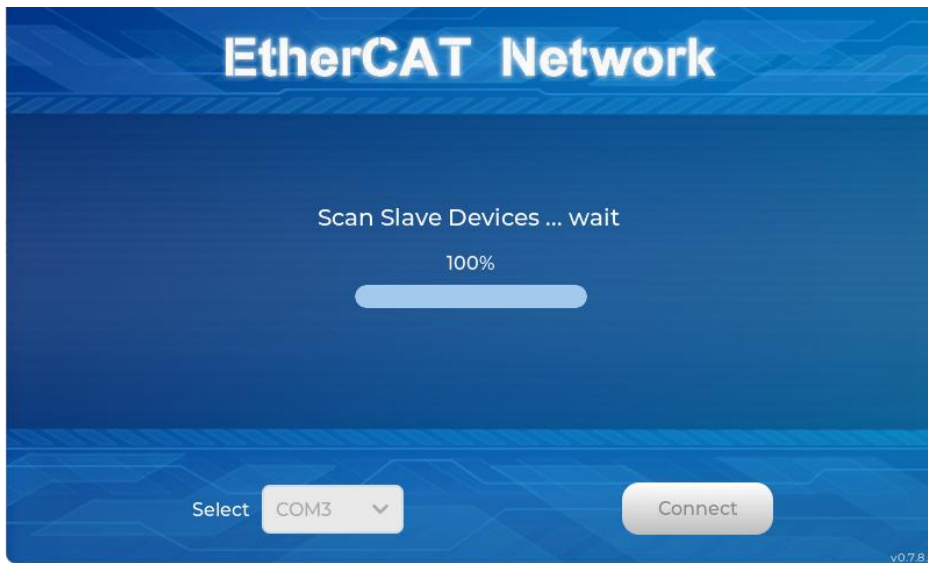 EtherCAT Network
Scan Slave Devices ... wait
100%
Select COM3 Connect
v0.7.8